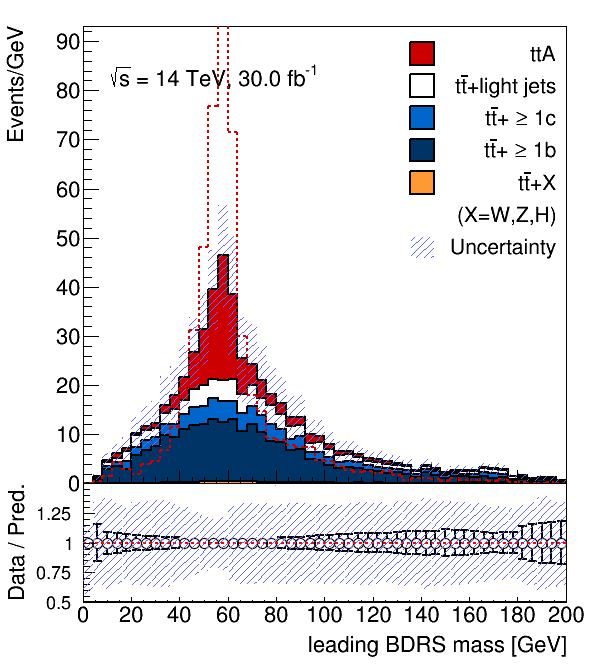 Events/GeV
90
80
70
60
50
40
30
20
10
0
√s = 14 TeV, 30.0 fb⁻¹
ttA
tt̄+light jets
tt̄+ ≥ 1c
tt̄+ ≥ 1b
tt̄+X
(X=W,Z,H)
Uncertainty
Data / Pred.
1.25
1
0.75
0.5
0 20 40 60 80 100 120 140 160 180 200
leading BDRS mass [GeV]